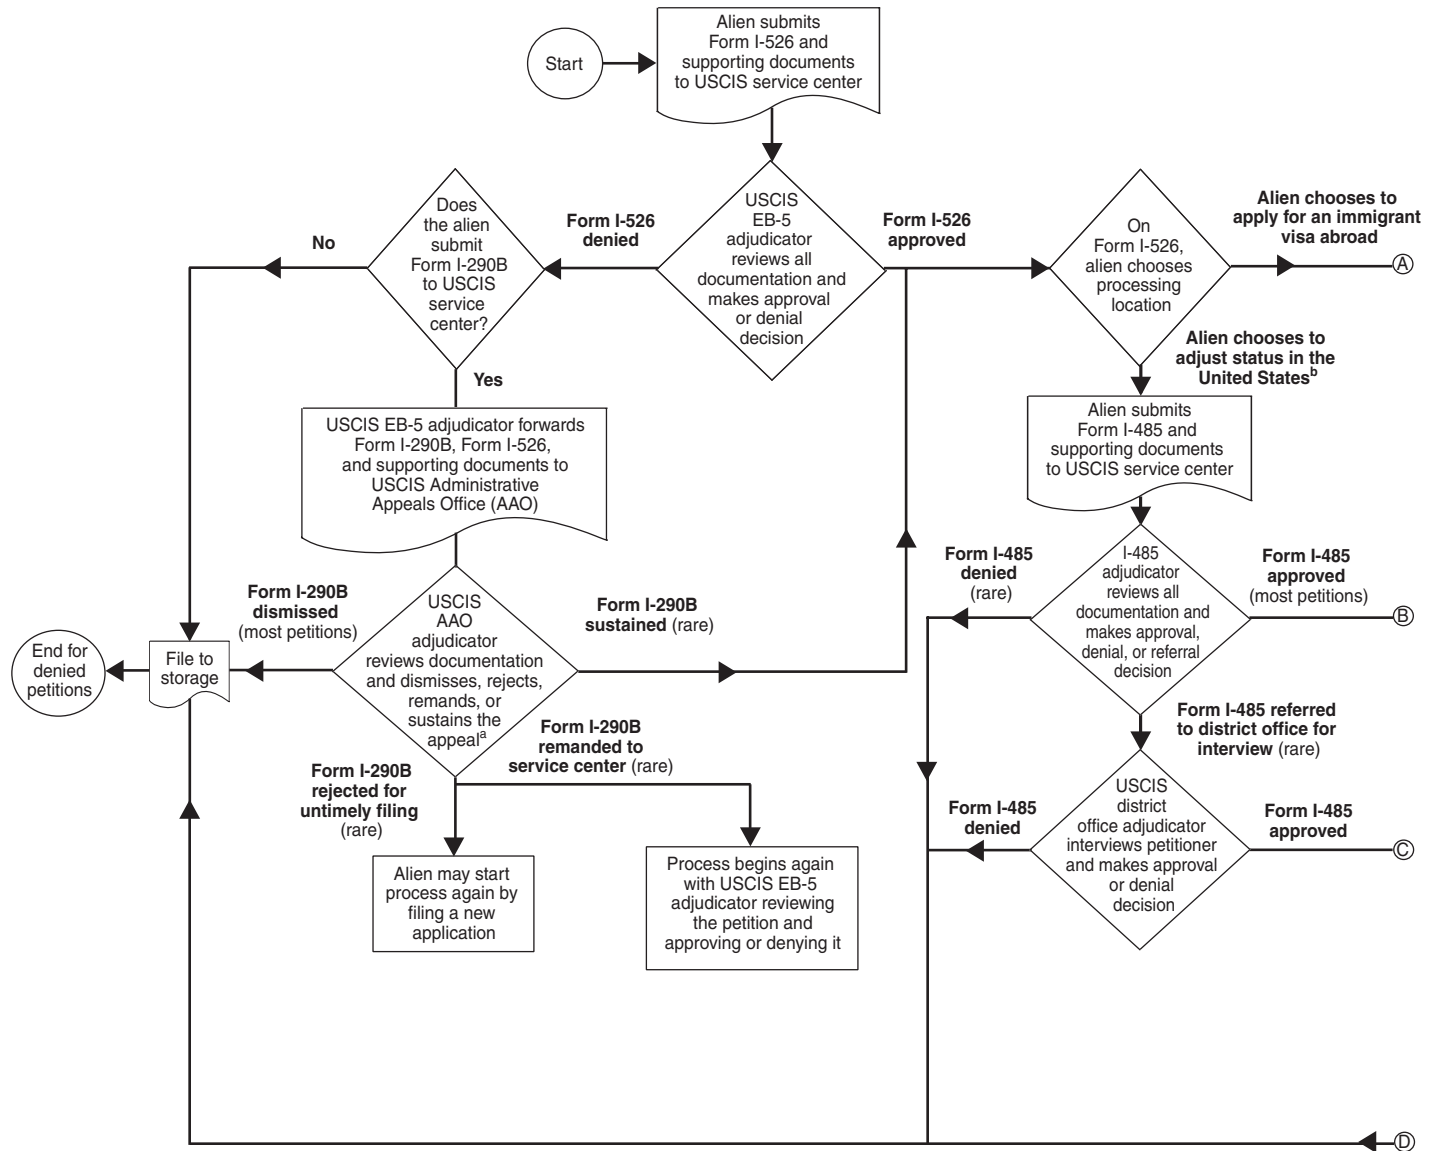 Start
Alien submits
Form I-526 and
supporting documents
to USCIS service center
Does
the alien
submit
Form I-290B
to USCIS
service
center?
No
Yes
Form I-526
denied
USCIS
EB-5
adjudicator
reviews all
documentation and
makes approval
or denial
decision
Form I-526
approved
On
Form I-526,
alien chooses
processing
location
Alien chooses to
apply for an immigrant
visa abroad
A
Alien chooses to
adjust status in the
United Statesb
USCIS EB-5 adjudicator forwards
Form I-290B, Form I-526,
and supporting documents to
USCIS Administrative
Appeals Office (AAO)
Alien submits
Form I-485 and
supporting documents
to USCIS service center
Form I-290B
dismissed
(most petitions)
USCIS
AAO
adjudicator
reviews documentation
and dismisses, rejects,
remands, or
sustains the
appeala
Form I-290B
sustained (rare)
End for
denied
petitions
File to
storage
Form I-485
denied
(rare)
I-485
adjudicator
reviews all
documentation and
makes approval,
denial, or referral
decision
Form I-485
approved
(most petitions)
B
Form I-290B
rejected for
untimely filing
(rare)
Form I-290B
remanded to
service center (rare)
Form I-485 referred
to district office for
interview (rare)
Alien may start
process again by
filing a new
application
Process begins again
with USCIS EB-5
adjudicator reviewing
the petition and
approving or denying it
Form I-485
denied
USCIS
district
office adjudicator
interviews petitioner
and makes approval
or denial
decision
Form I-485
approved
C
D